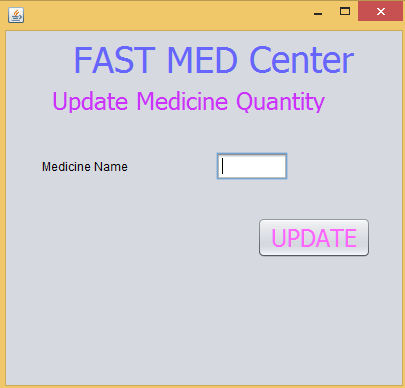 FAST MED Center
Update Medicine Quantity
Medicine Name
UPDATE